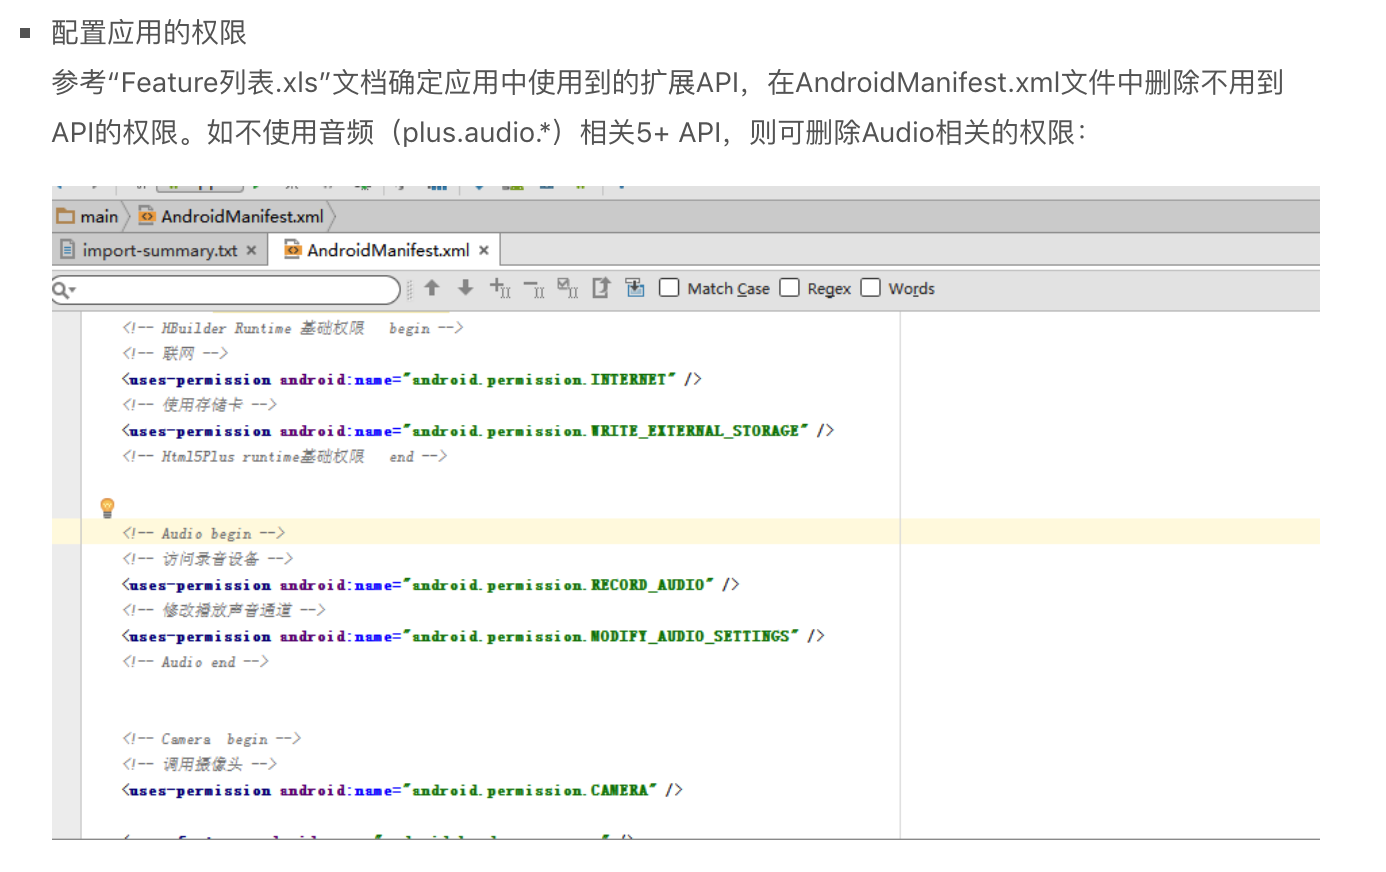 配置应用的权限
参考“Feature列表.xls”文档确定应用中使用到的扩展API，在AndroidManifest.xml文件中删除不用到
API的权限。如不使用音频（plus.audio.*）相关5+ API，则可删除Audio相关的权限：
main AndroidManifest.xml
import-summary.txt × AndroidManifest.xml ×
Match Case Regex Words
<!-- HBuilder Runtime 基础权限 begin -->
<!-- 联网 -->
<uses-permission android:name="android.permission.INTERNET" />
<!-- 使用存储卡 -->
<uses-permission android:name="android.permission.WRITE_EXTERNAL_STORAGE" />
<!-- Html5Plus runtime基础权限 end -->
<!-- Audio begin -->
<!-- 访问录音设备 -->
<uses-permission android:name="android.permission.RECORD_AUDIO" />
<!-- 修改播放声音通道 -->
<uses-permission android:name="android.permission.MODIFY_AUDIO_SETTINGS" />
<!-- Audio end -->
<!-- Camera begin -->
<!-- 调用摄像头 -->
<uses-permission android:name="android.permission.CAMERA" />